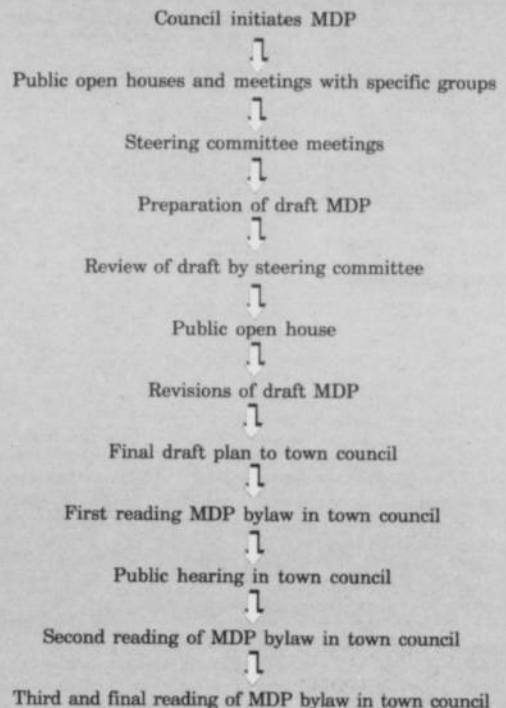 Council initiates MDP
Public open houses and meetings with specific groups
Steering committee meetings
Preparation of draft MDP
Review of draft by steering committee
Public open house
Revisions of draft MDP
Final draft plan to town council
First reading MDP bylaw in town council
Public hearing in town council
Second reading of MDP bylaw in town council
Third and final reading of MDP bylaw in town council